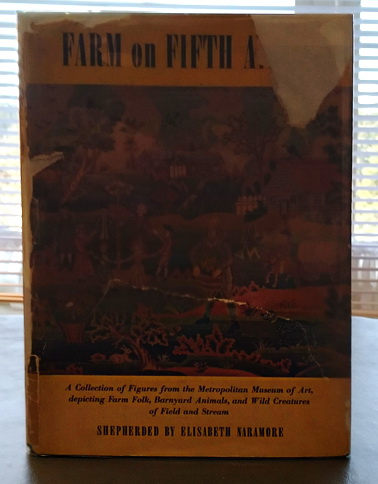 FARM on FIFTH A
A Collection of Figures from the Metropolitan Museum of Art,
depicting Farm Folk, Barnyard Animals, and Wild Creatures
of Field and Stream
SHEPHERDED BY ELISABETH NARAMORE